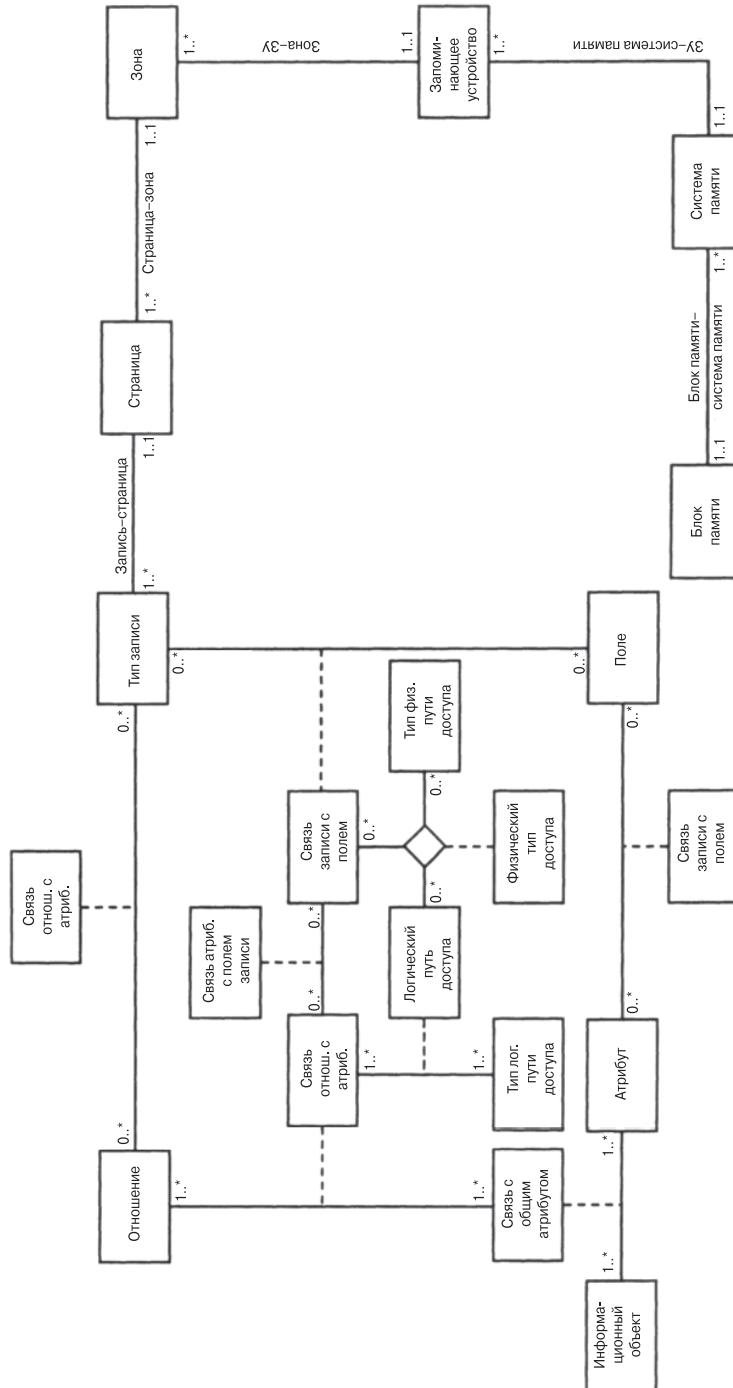 Информа-
ционный
объект
1..*
Связь с
общим
атрибутом
1..*
1..*
Атрибут
0..*
Отношение
1..*
0..*
Связь
отнош. с
атриб.
0..*
Тип записи
0..*
1..*
Связь
отнош. с
атриб.
1..*
0..*
Связь атриб.
с полем
записи
0..*
Связь
записи с
полем
0..*
Тип лог.
пути
доступа
1..*
Логический
путь
доступа
0..*
Физический
тип
доступа
0..*
Тип физ.
пути
доступа
Связь
записи с
полем
0..*
Поле
0..*
Запись–страница
1..1
Страница
1..*
Страница–зона
1..1
Зона
1..*
Зона-ЗУ
1..1
Запоми-
нающее
устройство
1..*
ЗУ-система памяти
1..1
Система
памяти
1..*
Блок памяти–
система памяти
1..1
Блок
памяти